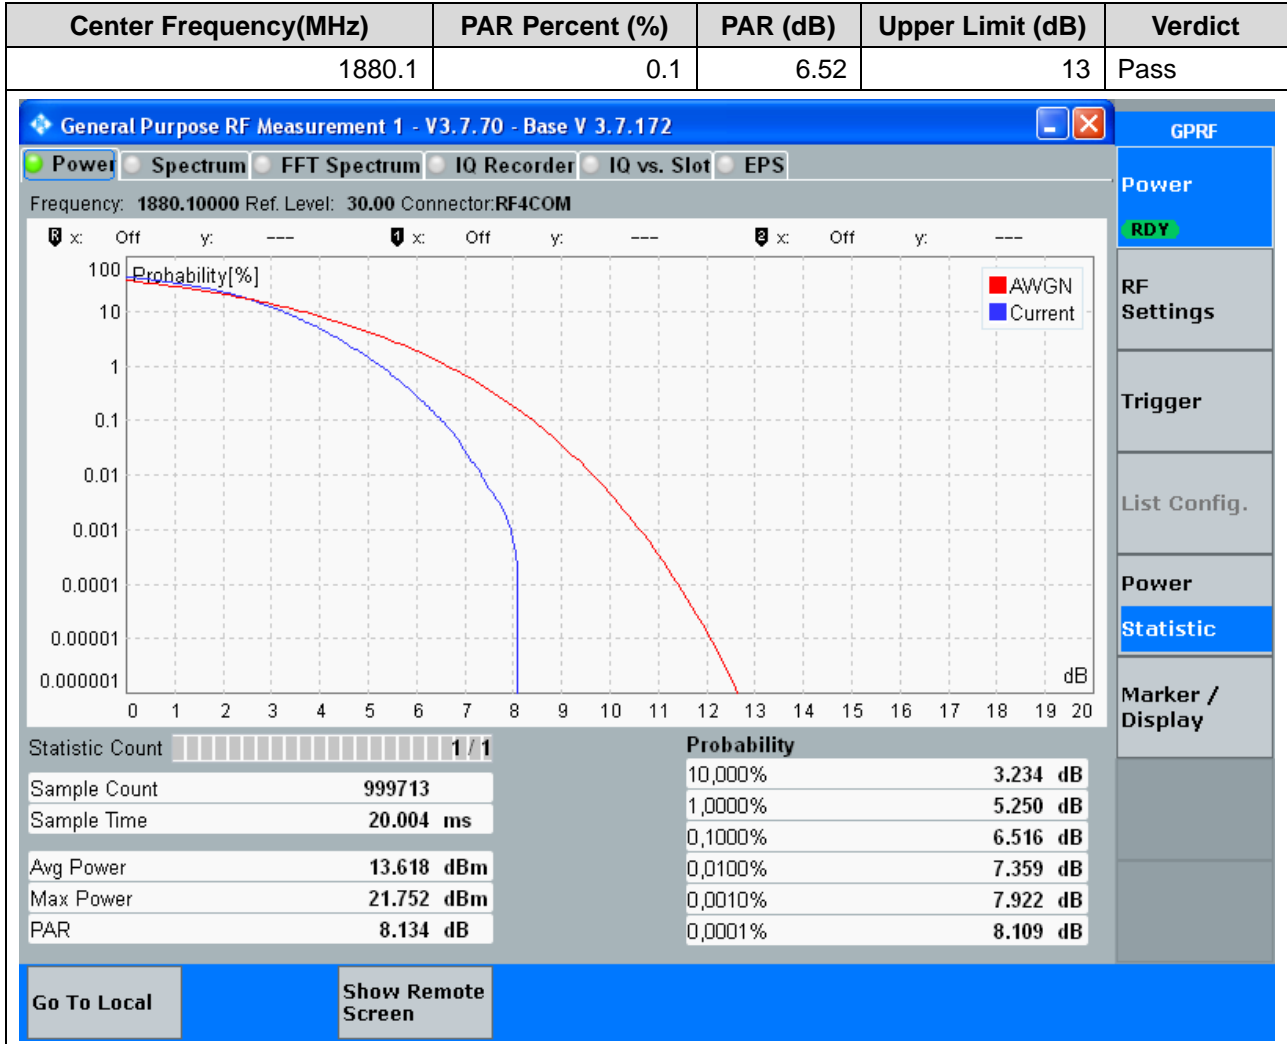 Center Frequency(MHz) PAR Percent (%) PAR (dB) Upper Limit (dB) Verdict
1880.1 0.1 6.52 13 Pass
General Purpose RF Measurement 1 - V3.7.70 - Base V 3.7.172
GPRF
Power Spectrum FFT Spectrum IQ Recorder IQ vs. Slot EPS
Frequency: 1880.10000 Ref. Level: 30.00 Connector:RF4COM
R x: Off y: --- 1 x: Off y: --- 2 x: Off y: ---
Probability[%]
AWGN
Current
100
10
1
0.1
0.01
0.001
0.0001
0.00001
0.000001
dB
0 1 2 3 4 5 6 7 8 9 10 11 12 13 14 15 16 17 18 19 20
Statistic Count 1 / 1
Sample Count 999713
Sample Time 20.004 ms
Avg Power 13.618 dBm
Max Power 21.752 dBm
PAR 8.134 dB
Probability
10,000% 3.234 dB
1,0000% 5.250 dB
0,1000% 6.516 dB
0,0100% 7.359 dB
0,0010% 7.922 dB
0,0001% 8.109 dB
Power
RDY
RF
Settings
Trigger
List Config.
Power
Statistic
Marker /
Display
Go To Local
Show Remote
Screen